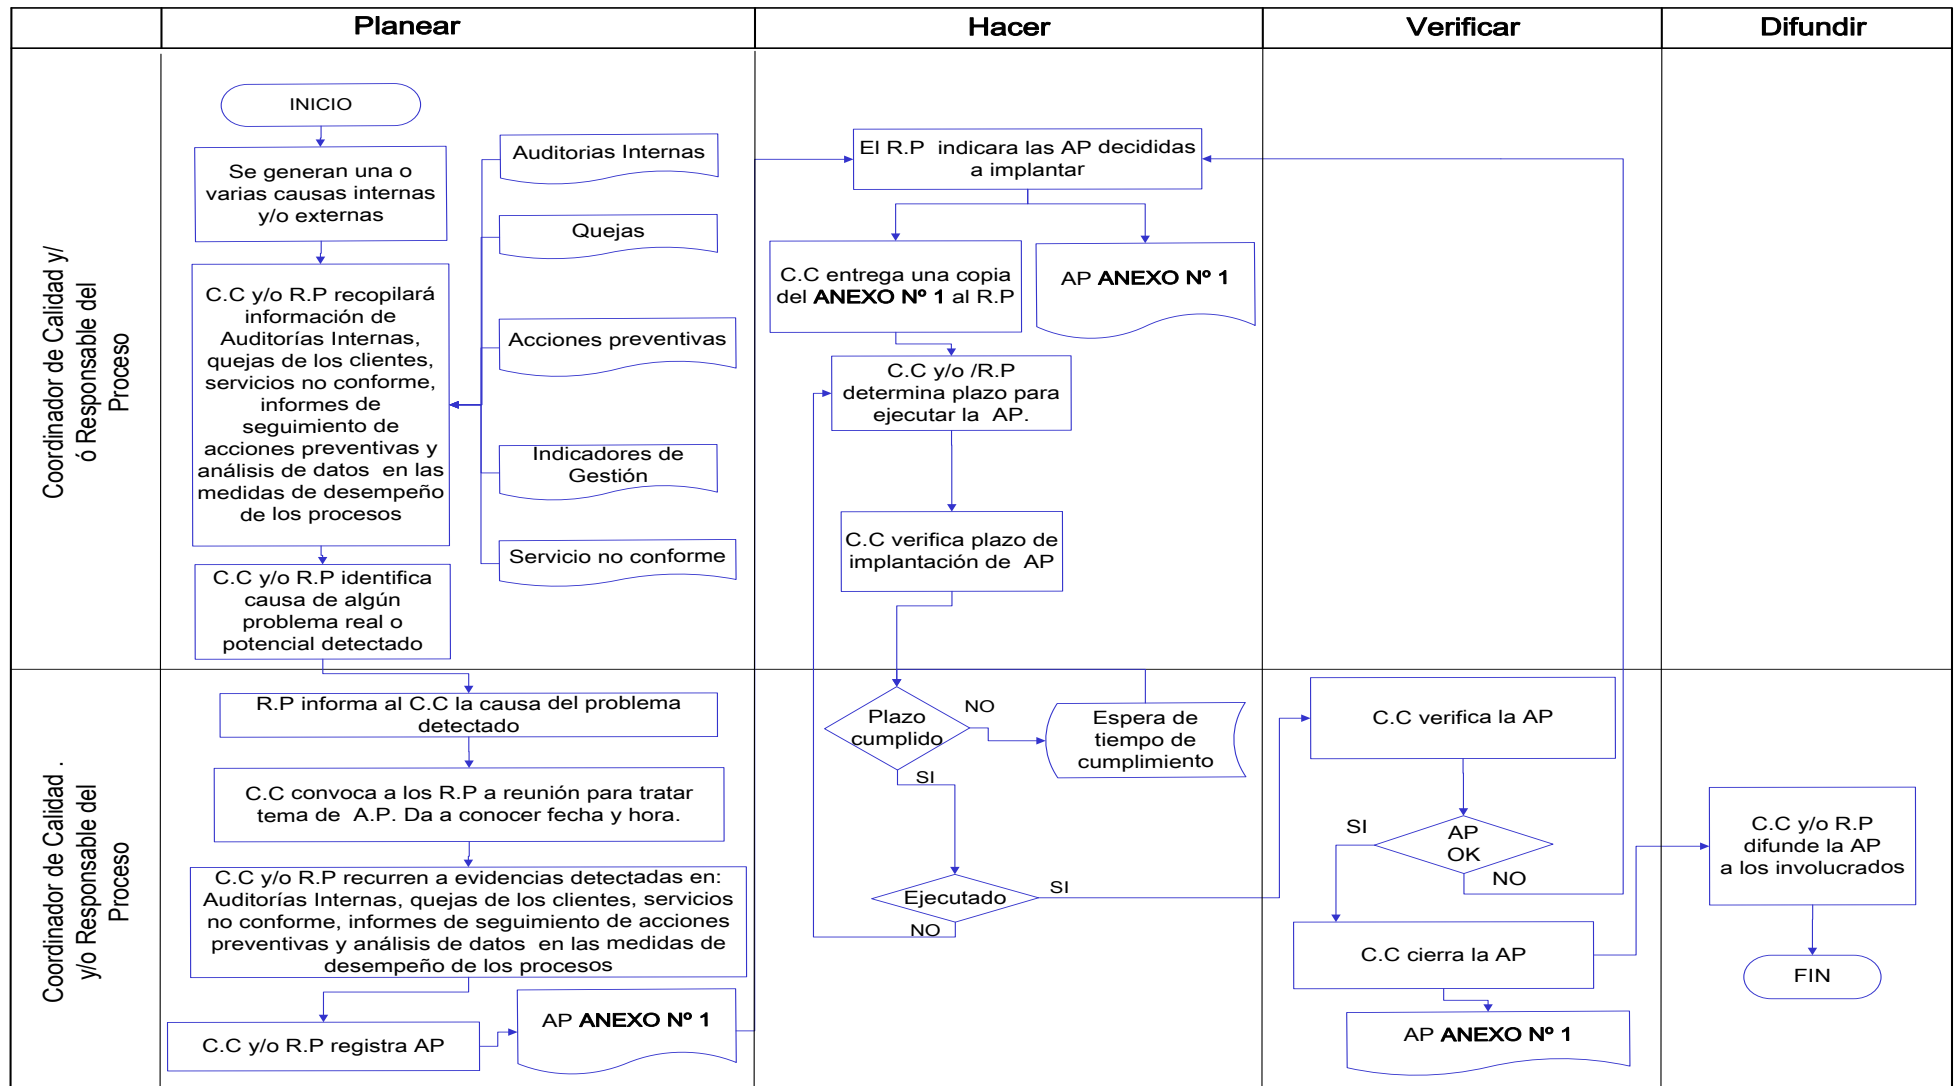 Planear
Hacer
Verificar
Difundir
Coordinador de Calidad y/
ó Responsable del
Proceso
INICIO
Se generan una o
varias causas internas
y/o externas
C.C y/o R.P recopilará
información de
Auditorías Internas,
quejas de los clientes,
servicios no conforme,
informes de
seguimiento de
acciones preventivas y
análisis de datos en las
medidas de desempeño
de los procesos
C.C y/o R.P identifica
causa de algún
problema real o
potencial detectado
Auditorias Internas
Quejas
Acciones preventivas
Indicadores de
Gestión
Servicio no conforme
El R.P indicara las AP decididas
a implantar
C.C entrega una copia
del ANEXO Nº 1 al R.P
AP ANEXO Nº 1
C.C y/o /R.P
determina plazo para
ejecutar la AP.
C.C verifica plazo de
implantación de AP
Coordinador de Calidad .
y/o Responsable del
Proceso
R.P informa al C.C la causa del problema
detectado
C.C convoca a los R.P a reunión para tratar
tema de A.P. Da a conocer fecha y hora.
C.C y/o R.P recurren a evidencias detectadas en:
Auditorías Internas, quejas de los clientes, servicios
no conforme, informes de seguimiento de acciones
preventivas y análisis de datos en las medidas de
desempeño de los procesos
C.C y/o R.P registra AP
AP ANEXO Nº 1
Plazo
cumplido
NO
SI
Espera de
tiempo de
cumplimiento
Ejecutado
SI
NO
C.C verifica la AP
AP
OK
SI
NO
C.C cierra la AP
AP ANEXO Nº 1
C.C y/o R.P
difunde la AP
a los involucrados
FIN